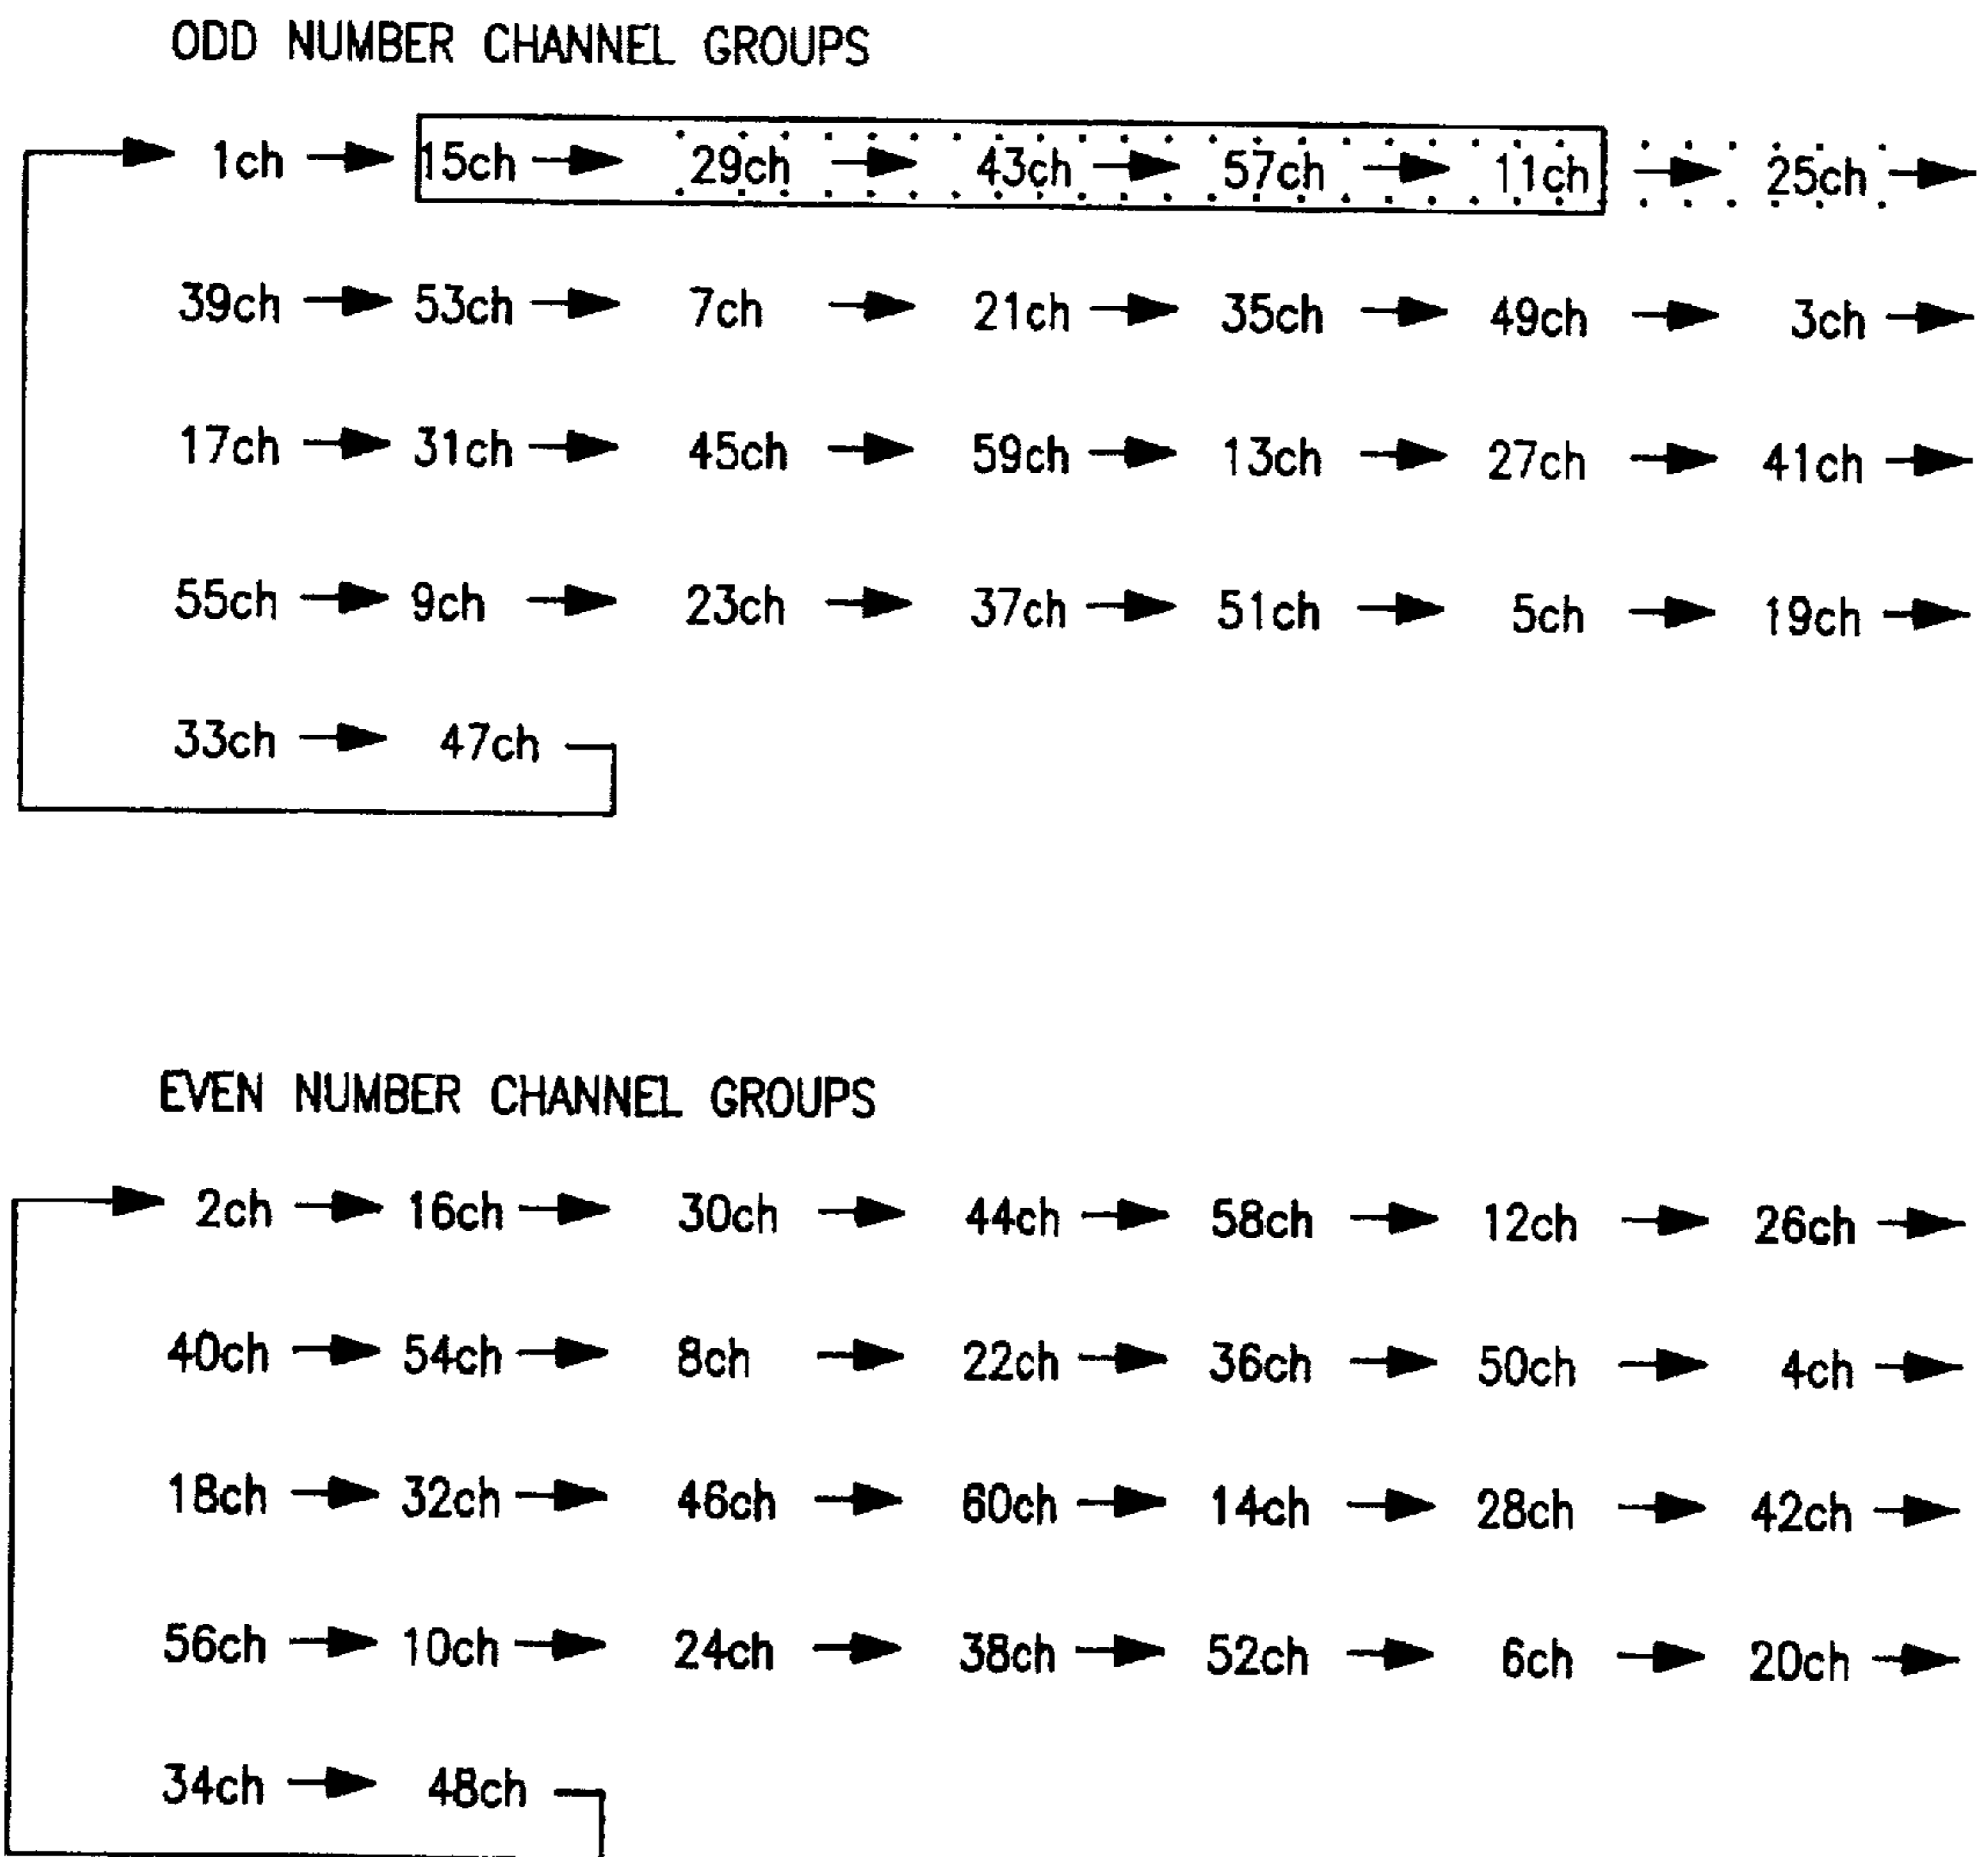 ODD NUMBER CHANNEL GROUPS
1ch 15ch 29ch 43ch 57ch 11ch 25ch
39ch 53ch 7ch 21ch 35ch 49ch 3ch
17ch 31ch 45ch 59ch 13ch 27ch 41ch
55ch 9ch 23ch 37ch 51ch 5ch 19ch
33ch 47ch
EVEN NUMBER CHANNEL GROUPS
2ch 16ch 30ch 44ch 58ch 12ch 26ch
40ch 54ch 8ch 22ch 36ch 50ch 4ch
18ch 32ch 46ch 60ch 14ch 28ch 42ch
56ch 10ch 24ch 38ch 52ch 6ch 20ch
34ch 48ch